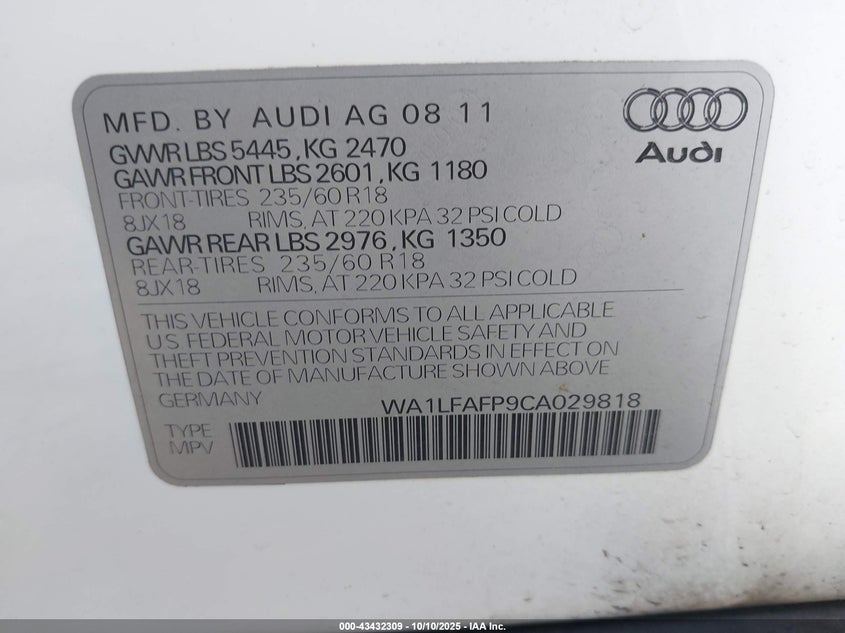 MFD. BY AUDI AG 08 11
GVWR LBS 5445, KG 2470
GAWR FRONT LBS 2601, KG 1180
FRONT-TIRES 235/60 R18
8JX18 RIMS, AT 220 KPA 32 PSI COLD
GAWR REAR LBS 2976, KG 1350
REAR-TIRES 235/60 R18
8JX18 RIMS, AT 220 KPA 32 PSI COLD
Audi
THIS VEHICLE CONFORMS TO ALL APPLICABLE
U.S. FEDERAL MOTOR VEHICLE SAFETY AND
THEFT PREVENTION STANDARDS IN EFFECT ON
THE DATE OF MANUFACTURE SHOWN ABOVE
GERMANY WA1LFAFP9CA029818
TYPE
MPV
000-43432309 - 10/10/2025 - IAA Inc.